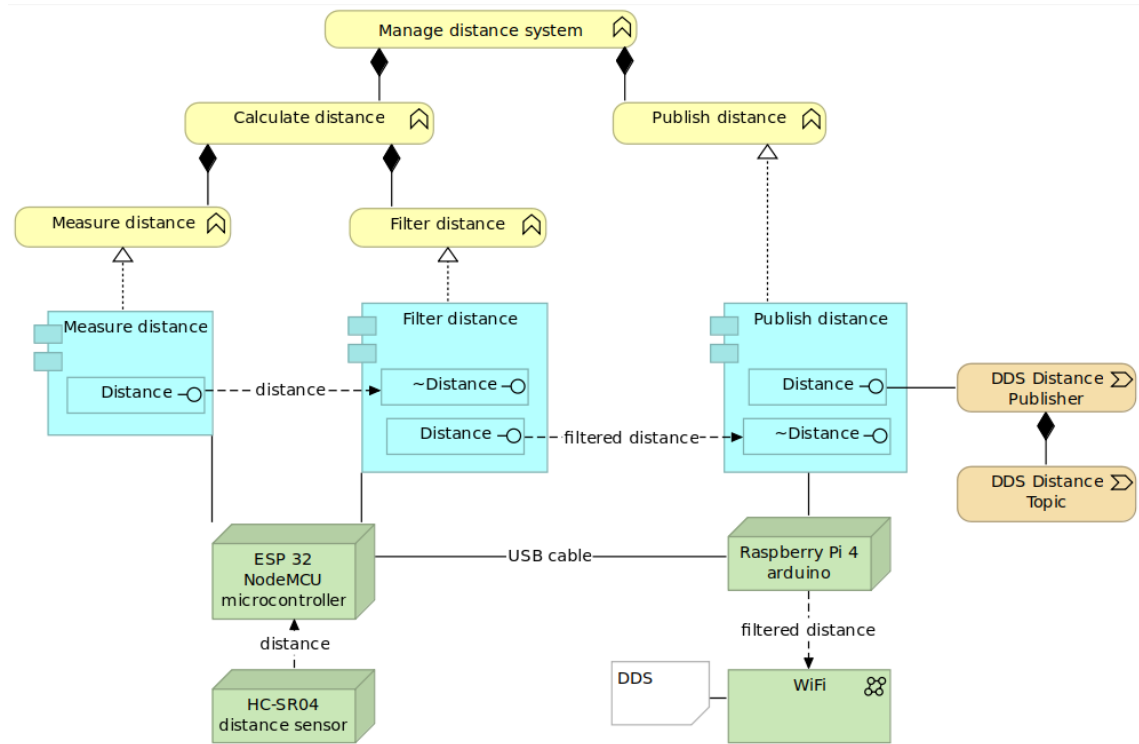 Manage distance system
Calculate distance
Publish distance
Measure distance
Filter distance
Measure distance
Distance
distance
Filter distance
~Distance
Distance
filtered distance
Publish distance
Distance
~Distance
DDS Distance
Publisher
DDS Distance
Topic
ESP 32
NodeMCU
microcontroller
USB cable
Raspberry Pi 4
arduino
distance
filtered distance
HC-SR04
distance sensor
DDS
WiFi